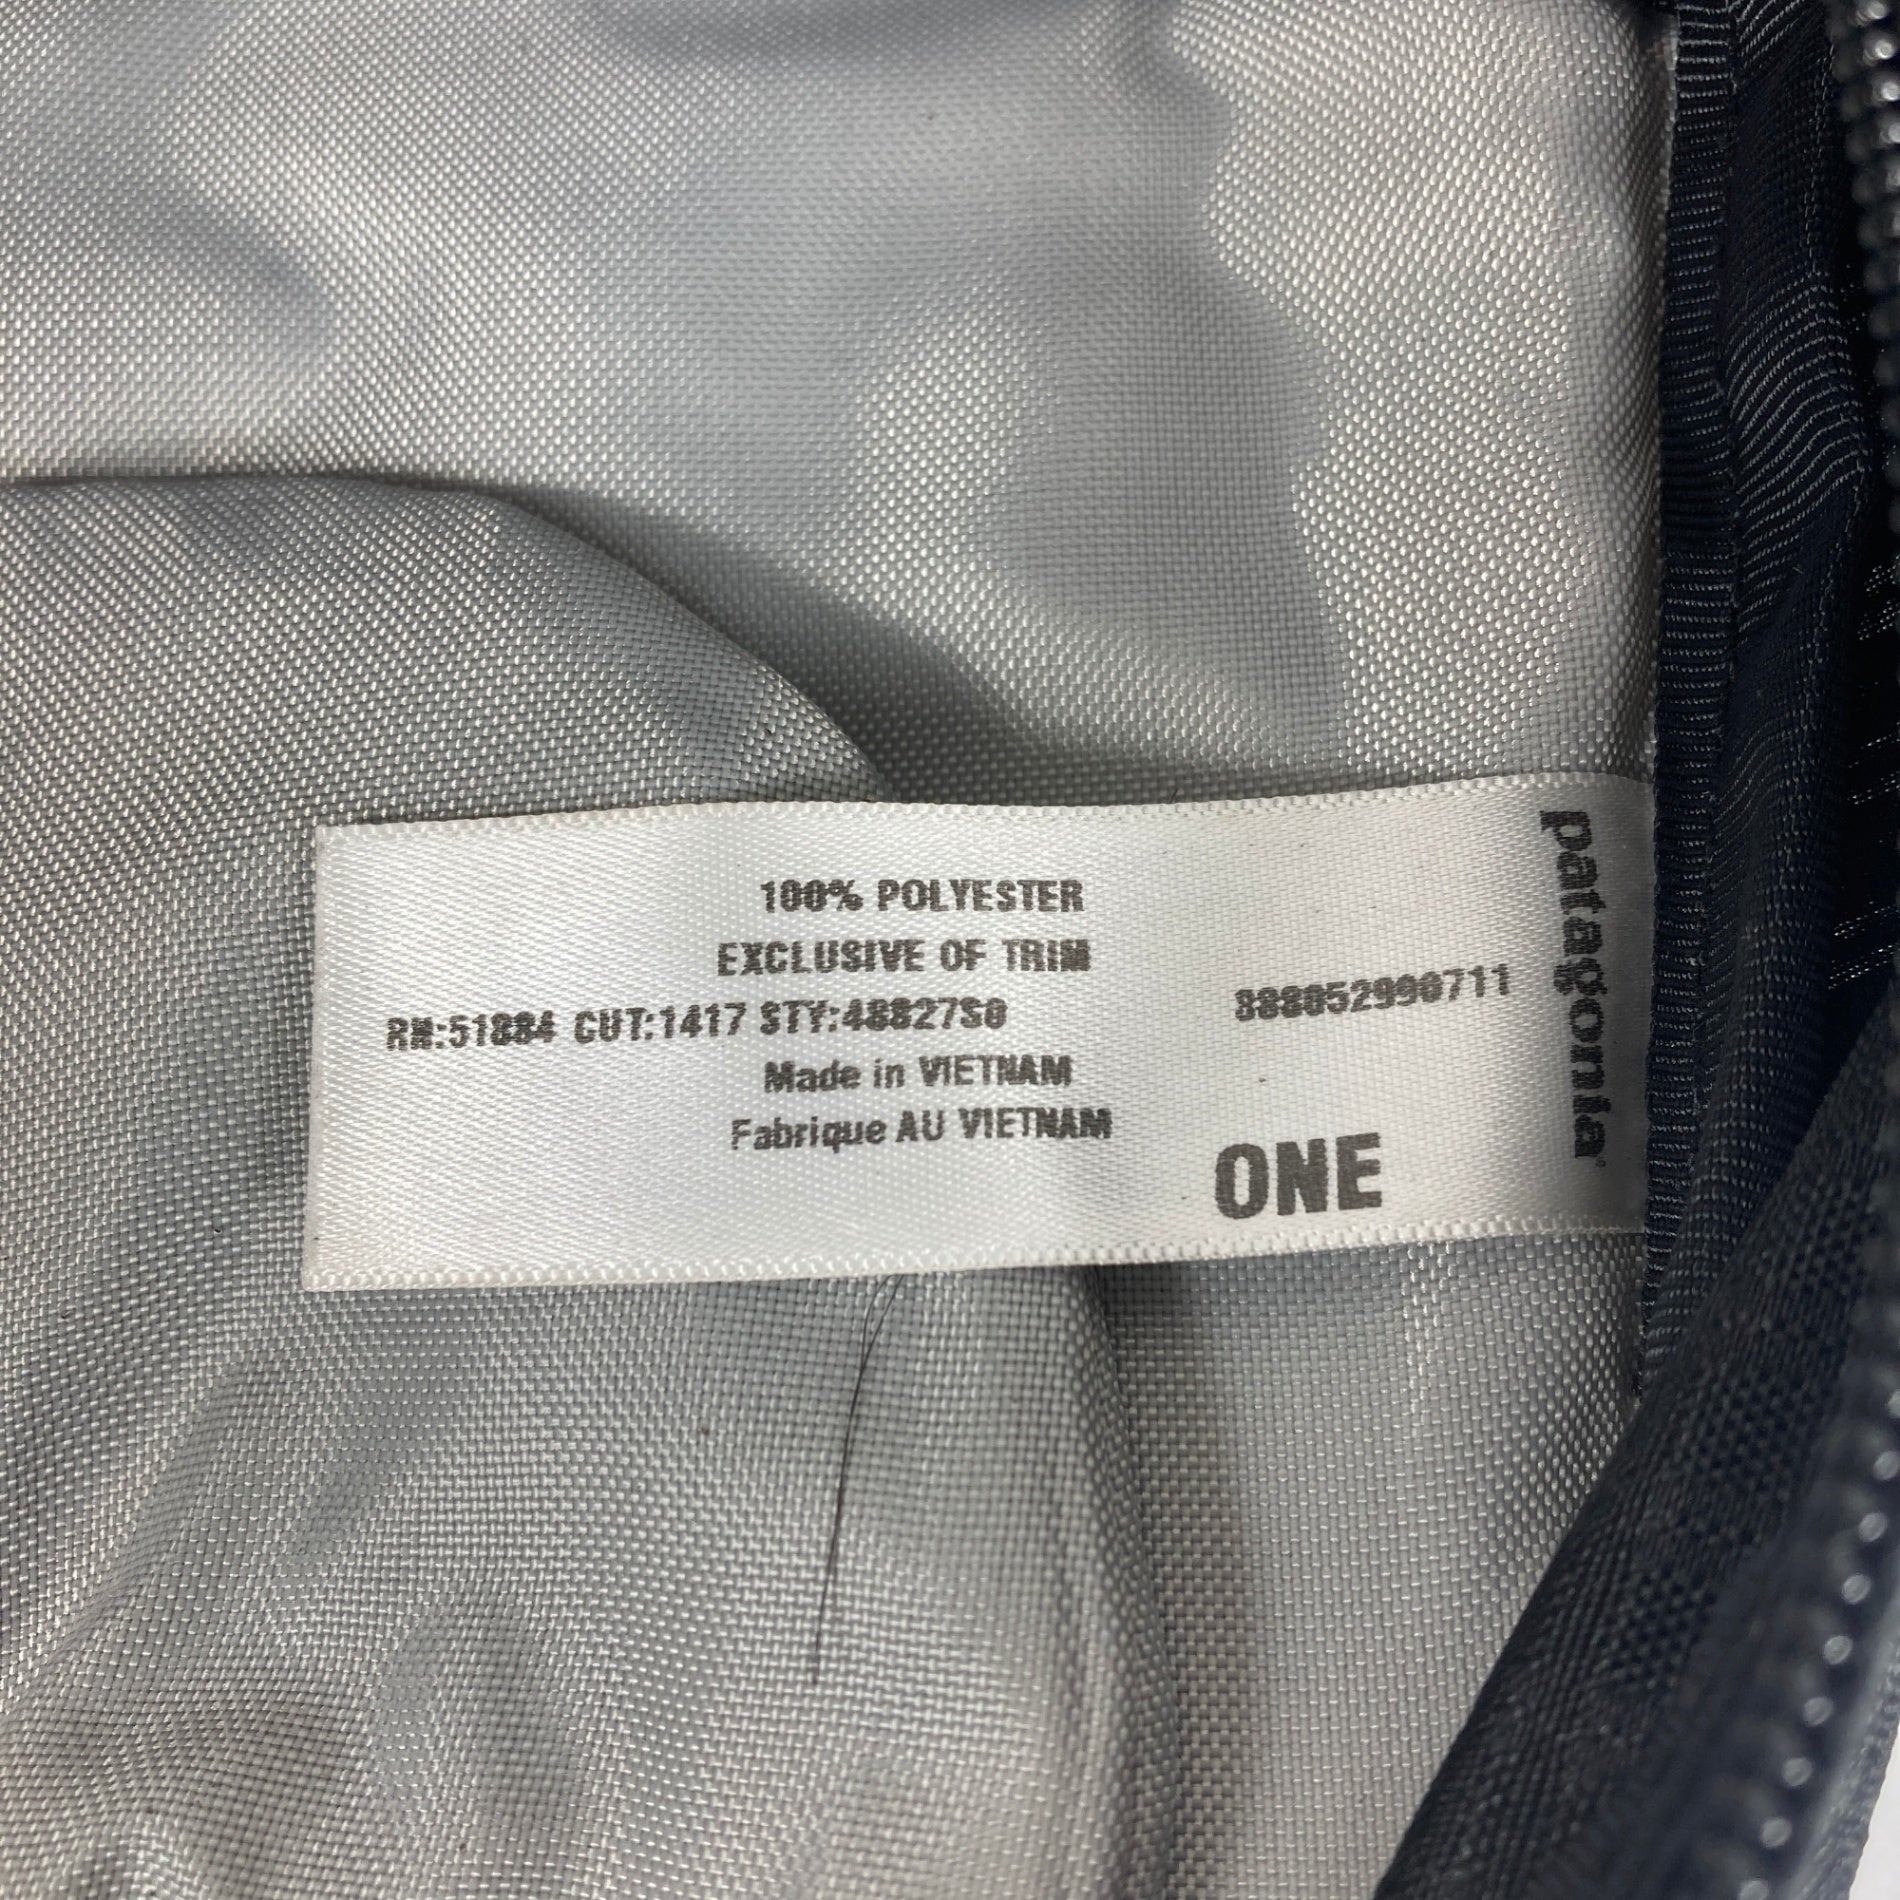 100% POLYESTER
EXCLUSIVE OF TRIM
RN:51884 CUT:1417 STY:48827S0
Made in VIETNAM
Fabrique AU VIETNAM
888052990711
ONE
patagonia®